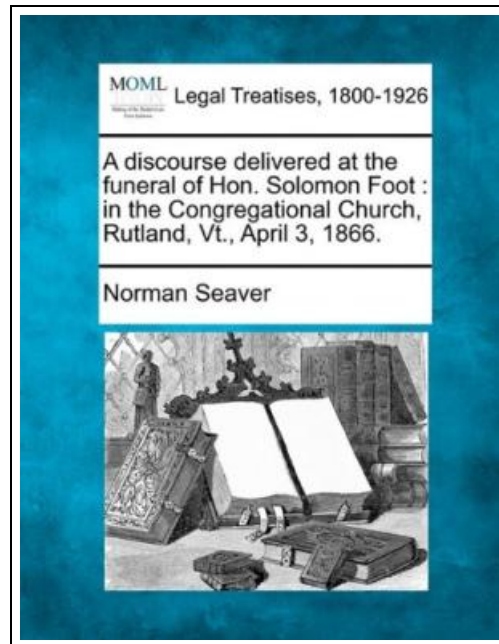 MOML
Legal Treatises, 1800-1926
A discourse delivered at the
funeral of Hon. Solomon Foot :
in the Congregational Church,
Rutland, Vt., April 3, 1866.
Norman Seaver